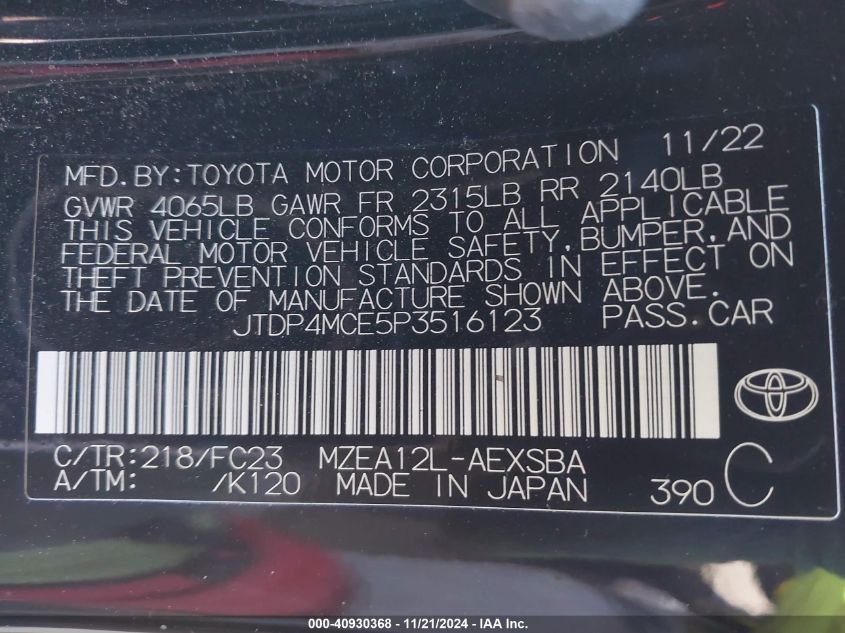 11/22
MFD.BY:TOYOTA MOTOR CORPORATION
GVWR 4065LB GAWR FR 2315LB RR 2140LB
THIS VEHICLE CONFORMS TO ALL APPLICABLE
FEDERAL MOTOR VEHICLE SAFETY, BUMPER, AND
THEFT PREVENTION STANDARDS IN EFFECT ON
THE DATE OF MANUFACTURE SHOWN ABOVE.
JTDP4MCE5P3516123 PASS.CAR
C/TR:218/FC23 MZEA12L-AEXSBA
A/TM: /K120 MADE IN JAPAN 390 C
000-40930368 - 11/21/2024 - IAA Inc.